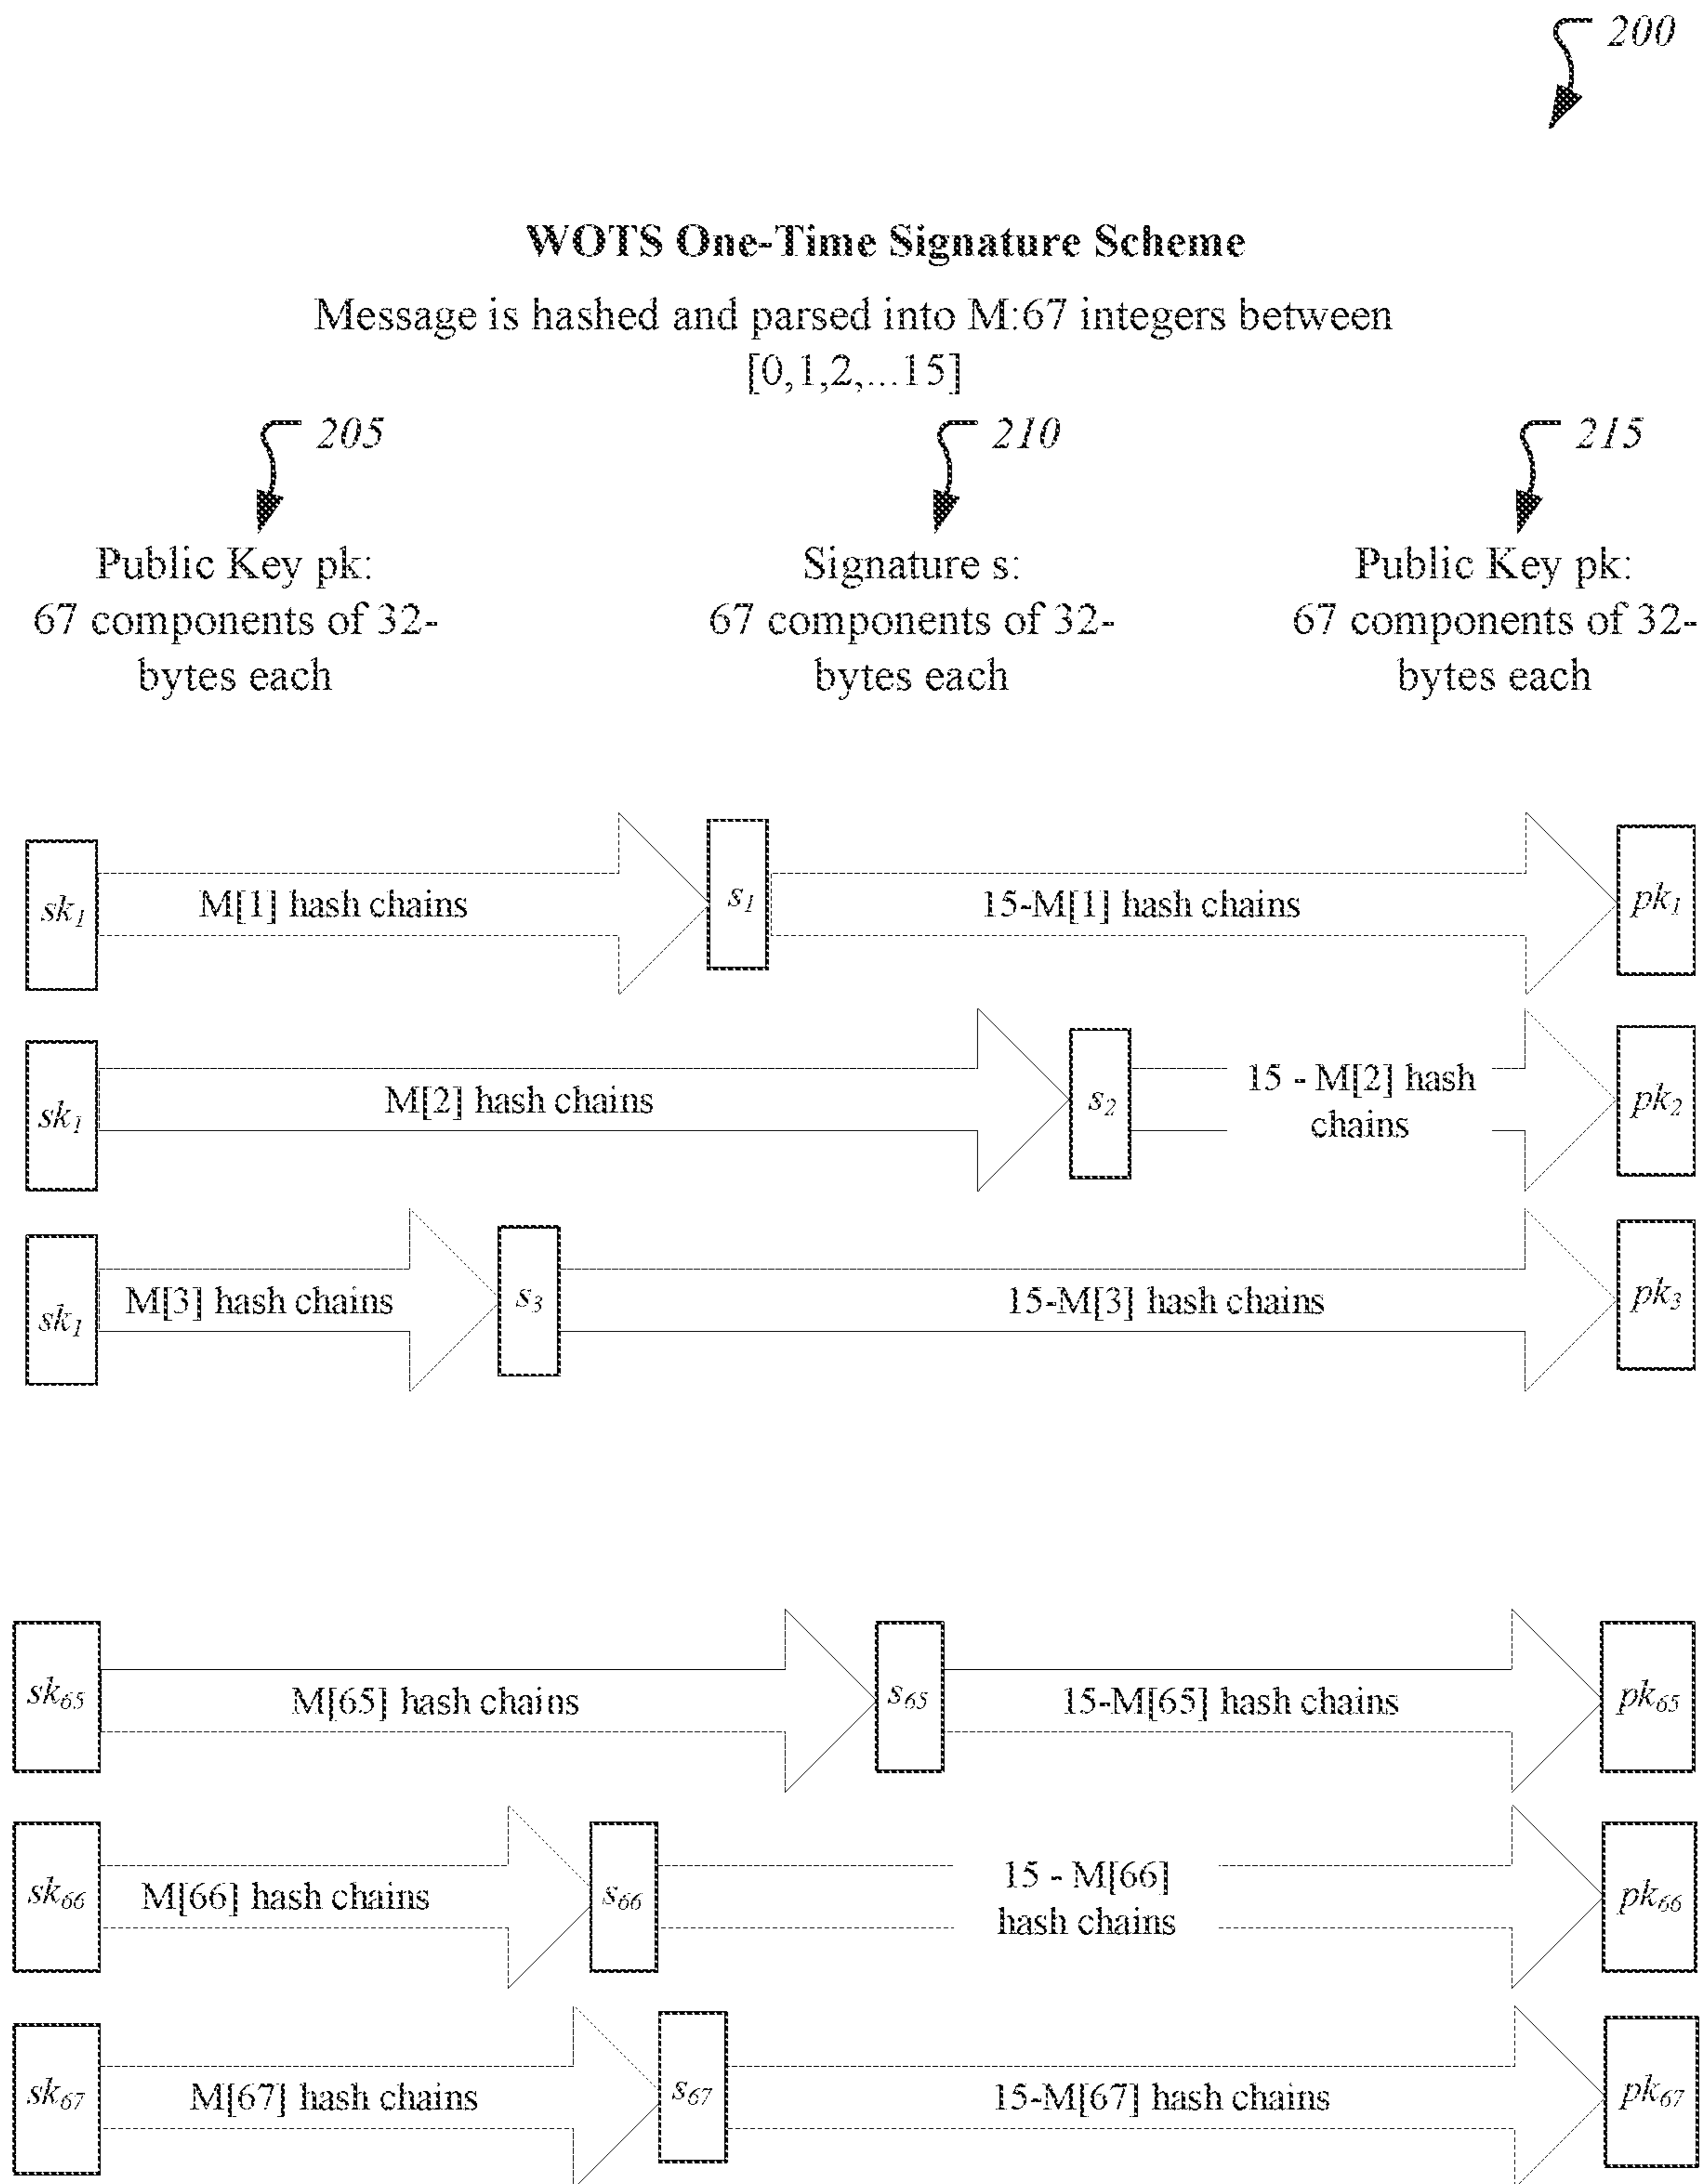 200
WOTS One-Time Signature Scheme
Message is hashed and parsed into M:67 integers between
[0,1,2,...15]
205
210
215
Public Key pk:
67 components of 32-
bytes each
Signature s:
67 components of 32-
bytes each
Public Key pk:
67 components of 32-
bytes each
sk₁ M[1] hash chains s₁ 15-M[1] hash chains pk₁
sk₁ M[2] hash chains s₂ 15 - M[2] hash
chains pk₂
sk₁ M[3] hash chains s₃ 15-M[3] hash chains pk₃
sk₆₅ M[65] hash chains s₆₅ 15-M[65] hash chains pk₆₅
sk₆₆ M[66] hash chains s₆₆ 15 - M[66]
hash chains pk₆₆
sk₆₇ M[67] hash chains s₆₇ 15-M[67] hash chains pk₆₇